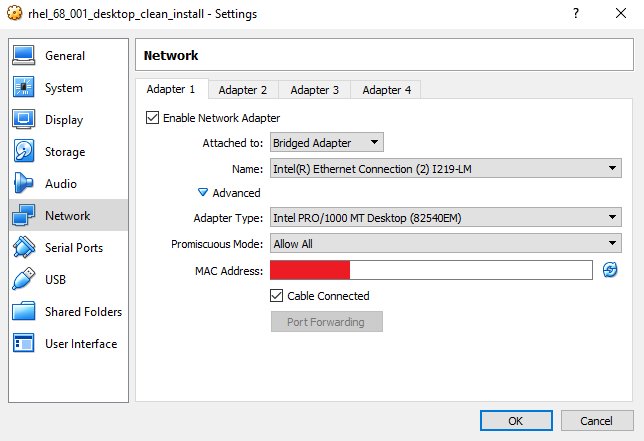 rhel_68_001_desktop_clean_install - Settings
? ×
General
System
Display
Storage
Audio
Network
Serial Ports
USB
Shared Folders
User Interface
Network
Adapter 1 Adapter 2 Adapter 3 Adapter 4
Enable Network Adapter
Attached to: Bridged Adapter
Name: Intel(R) Ethernet Connection (2) I219-LM
Advanced
Adapter Type: Intel PRO/1000 MT Desktop (82540EM)
Promiscuous Mode: Allow All
MAC Address:
Cable Connected
Port Forwarding
OK Cancel